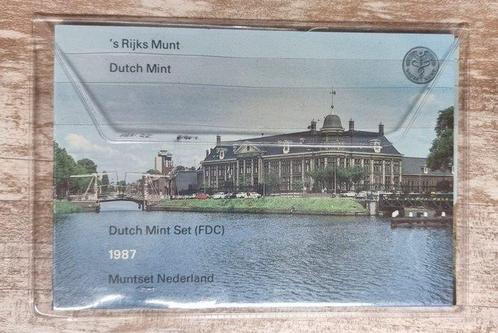 's Rijks Munt
Dutch Mint
Dutch Mint Set (FDC)
1987
Muntset Nederland